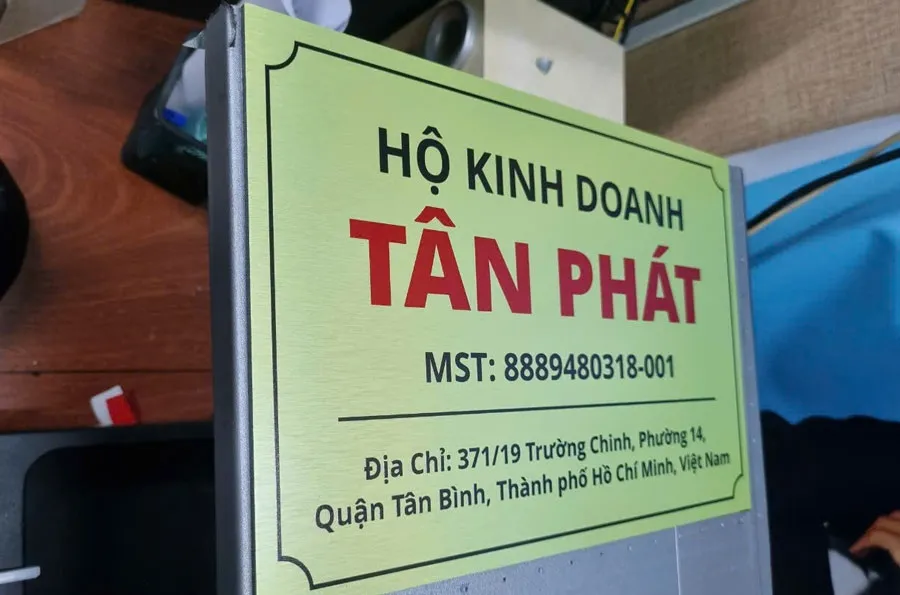 HỘ KINH DOANH
TÂN PHÁT
MST: 8889480318-001
Địa Chỉ: 371/19 Trường Chinh, Phường 14,
Quận Tân Bình, Thành phố Hồ Chí Minh, Việt Nam